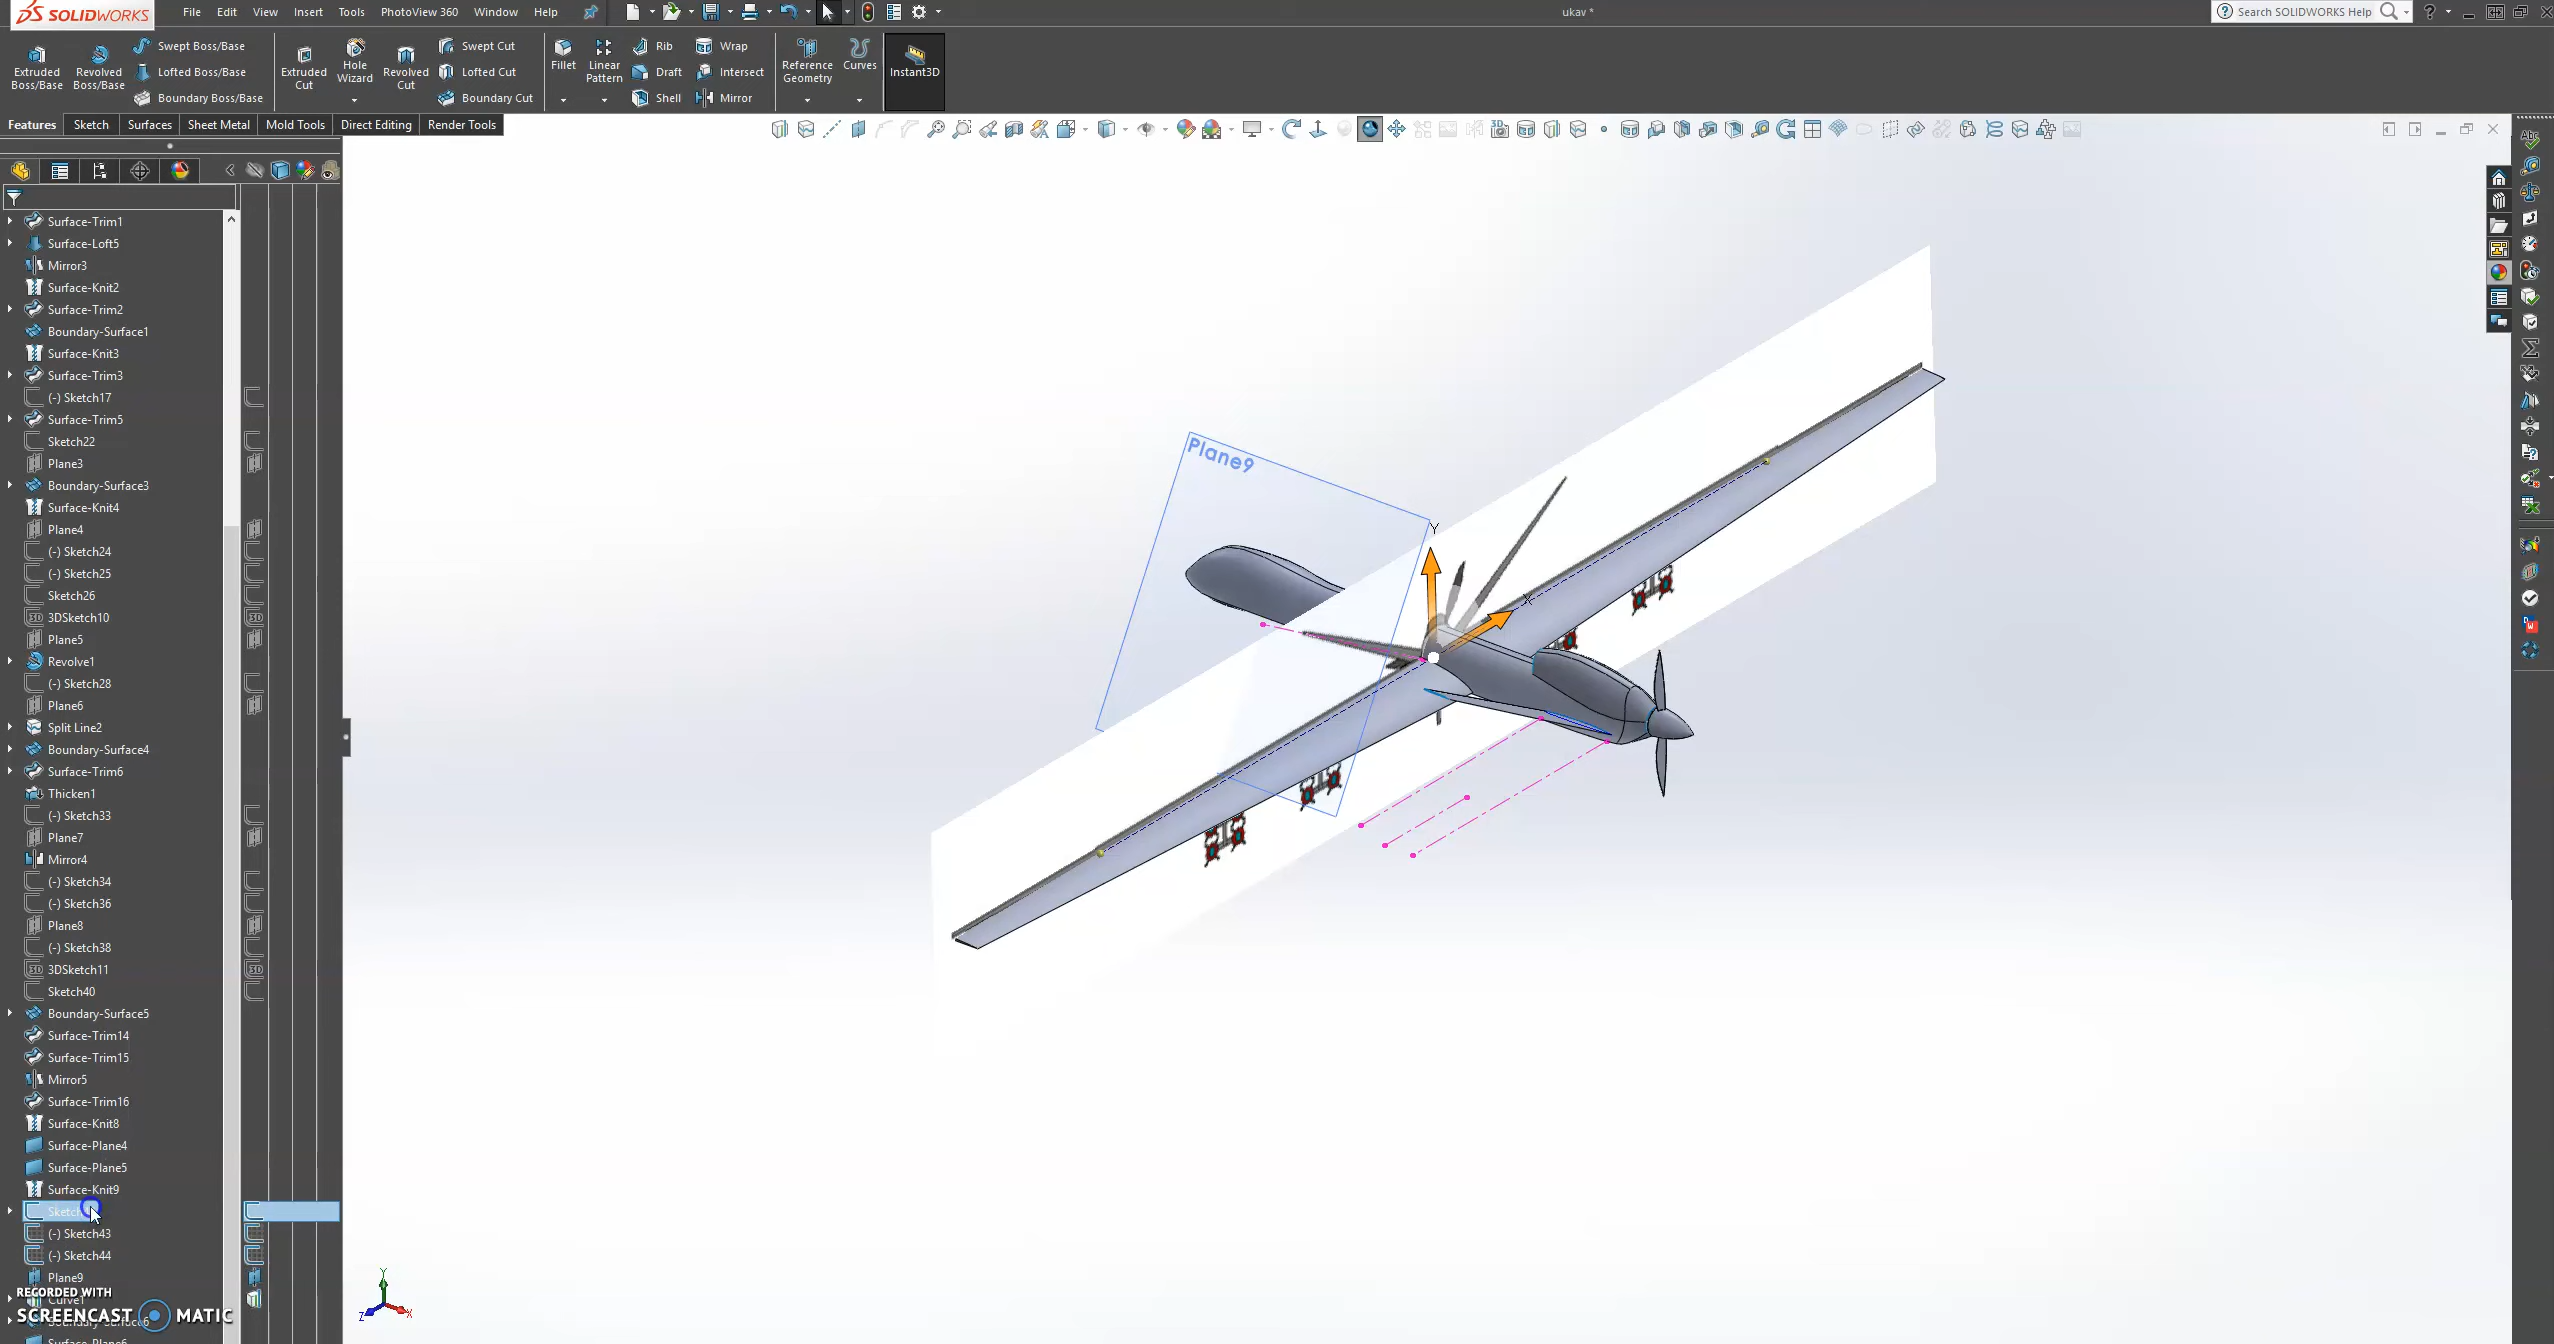 SOLIDWORKS
File Edit View Insert Tools PhotoView 360 Window Help
ukav *
Search SOLIDWORKS Help
Extruded Boss/Base
Revolved Boss/Base
Swept Boss/Base
Lofted Boss/Base
Boundary Boss/Base
Extruded Cut
Hole Wizard
Revolved Cut
Swept Cut
Lofted Cut
Boundary Cut
Fillet
Linear Pattern
Rib
Draft
Shell
Wrap
Intersect
Mirror
Reference Geometry
Curves
Instant3D
Features Sketch Surfaces Sheet Metal Mold Tools Direct Editing Render Tools
Surface-Trim1
Surface-Loft5
Mirror3
Surface-Knit2
Surface-Trim2
Boundary-Surface1
Surface-Knit3
Surface-Trim3
(-) Sketch17
Surface-Trim5
Sketch22
Plane3
Boundary-Surface3
Surface-Knit4
Plane4
(-) Sketch24
(-) Sketch25
Sketch26
3DSketch10
Plane5
Revolve1
(-) Sketch28
Plane6
Split Line2
Boundary-Surface4
Surface-Trim6
Thicken1
(-) Sketch33
Plane7
Mirror4
(-) Sketch34
(-) Sketch36
Plane8
(-) Sketch38
3DSketch11
Sketch40
Boundary-Surface5
Surface-Trim14
Surface-Trim15
Mirror5
Surface-Trim16
Surface-Knit8
Surface-Plane4
Surface-Plane5
Surface-Knit9
(-) Sketch43
(-) Sketch44
Plane9
Curve1
Boundary-Surface6
Surface-Plane6
RECORDED WITH
SCREENCAST MATIC
Plane9
Y
X
Y
Z
X